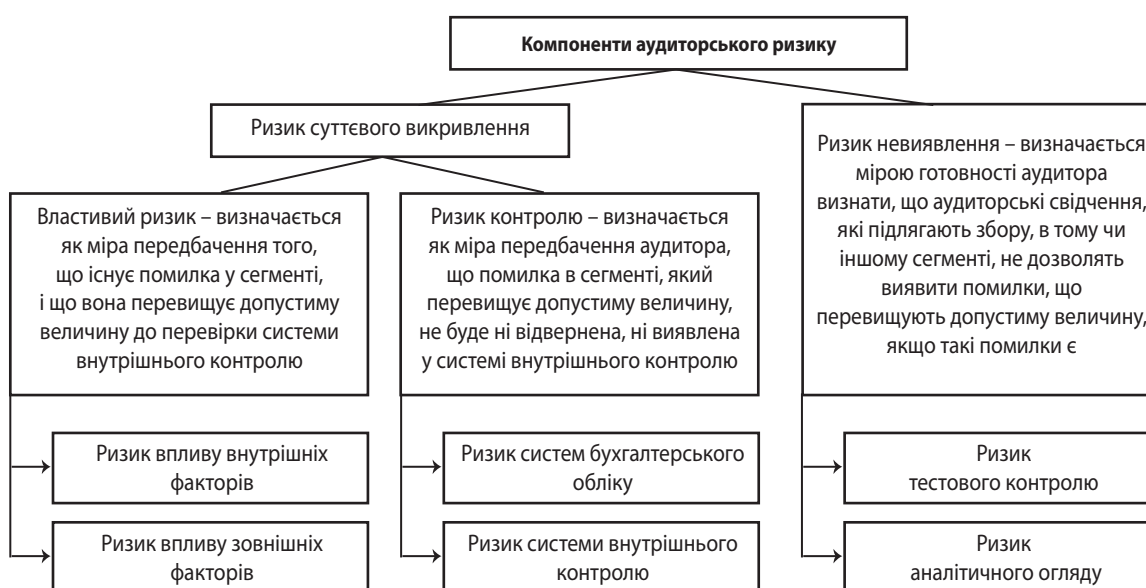 Компоненти аудиторського ризику
Ризик суттєвого викривлення
Властивий ризик – визначається
як міра передбачення того,
що існує помилка у сегменті,
і що вона перевищує допустиму
величину до перевірки системи
внутрішнього контролю
Ризик впливу внутрішніх
факторів
Ризик впливу зовнішніх
факторів
Ризик контролю – визначається
як міра передбачення аудитора,
що помилка в сегменті, який
перевищує допустиму величину,
не буде ні відвернена, ні виявлена
у системі внутрішнього контролю
Ризик систем бухгалтерського
обліку
Ризик системи внутрішнього
контролю
Ризик невиявлення – визначається
мірою готовності аудитора
визнати, що аудиторські свідчення,
які підлягають збору, в тому чи
іншому сегменті, не дозволять
виявити помилки, що
перевищують допустиму величину,
якщо такі помилки є
Ризик
тестового контролю
Ризик
аналітичного огляду